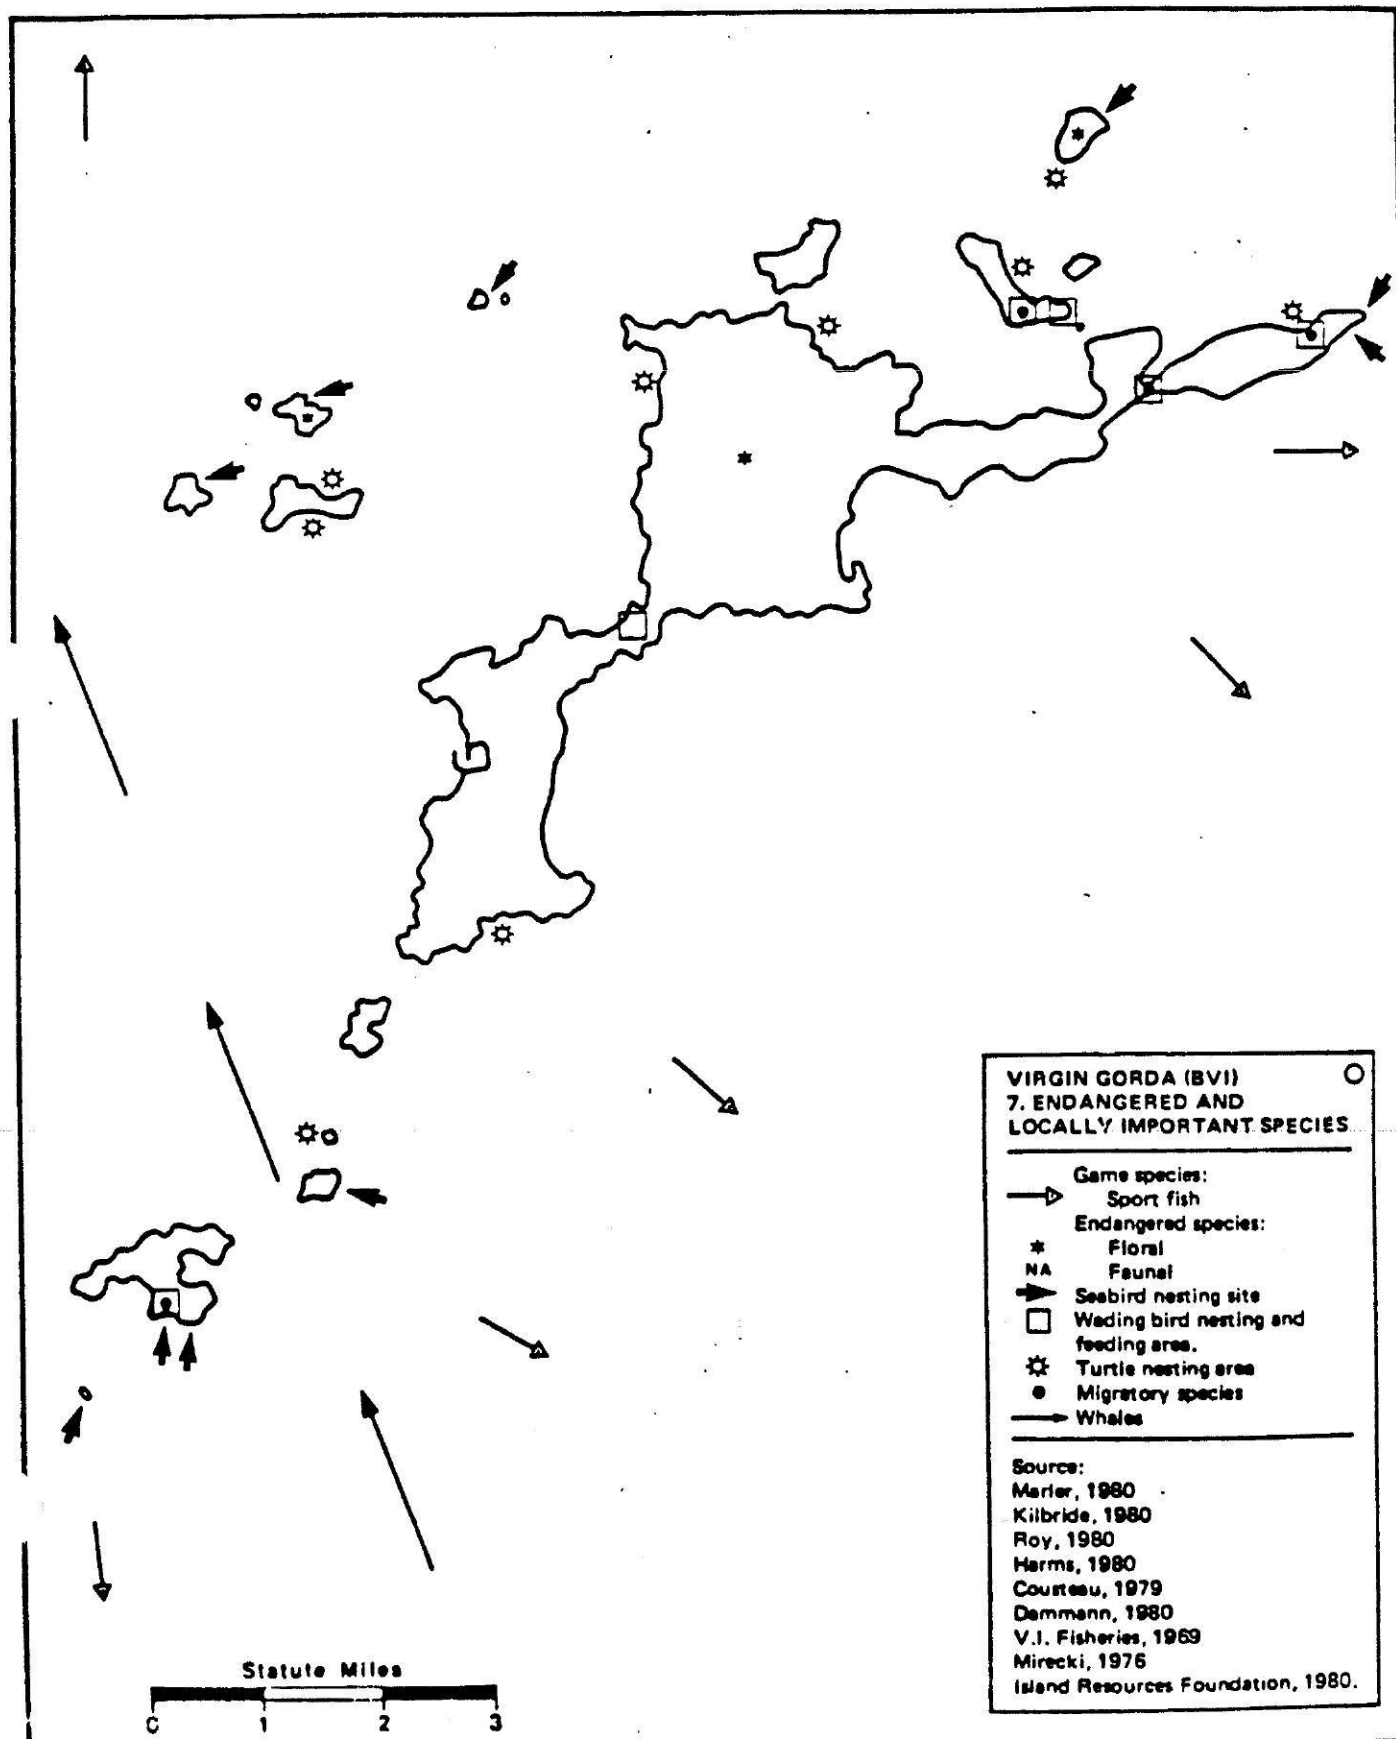 VIRGIN GORDA (BVI)
7. ENDANGERED AND
LOCALLY IMPORTANT SPECIES
Game species:
Sport fish
Endangered species:
Floral
NA Faunal
Seabird nesting site
Wading bird nesting and
feeding area.
Turtle nesting area
Migratory species
Whales
Source:
Marler, 1980
Kilbride, 1980
Roy, 1980
Harms, 1980
Cousteau, 1979
Dammann, 1980
V.I. Fisheries, 1969
Mirecki, 1976
Island Resources Foundation, 1980.
Statute Miles
0 1 2 3